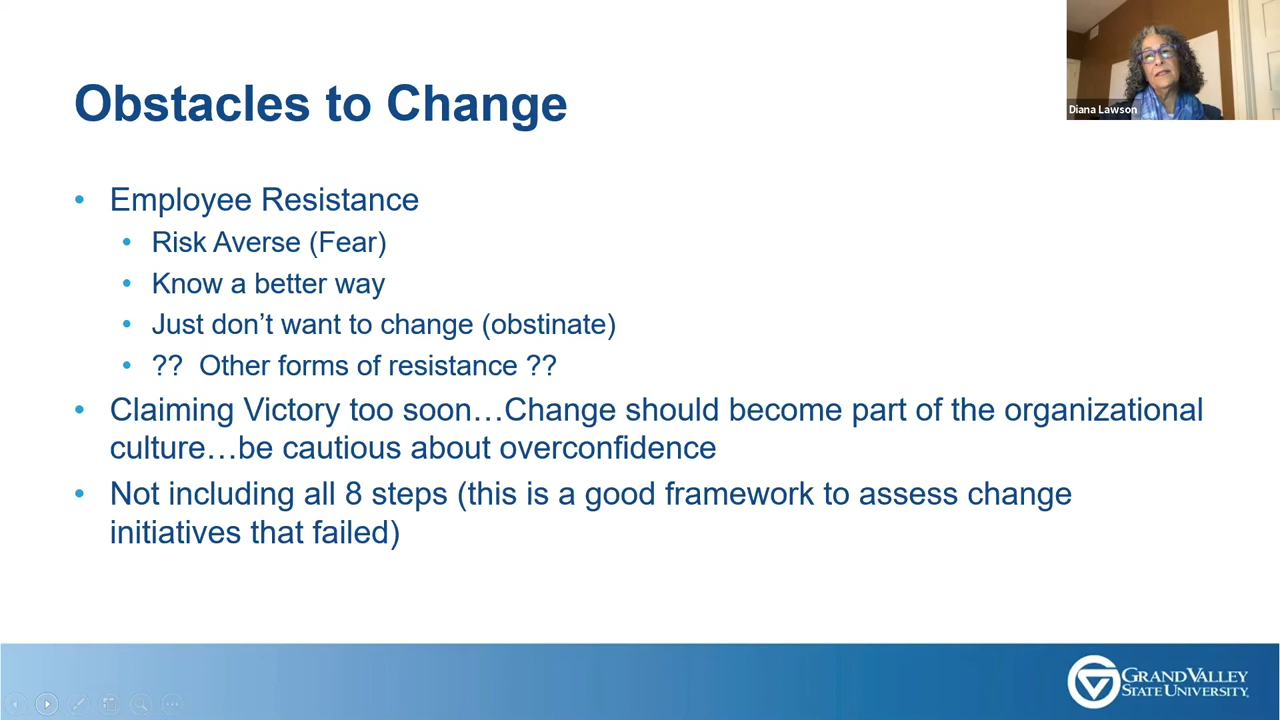 Obstacles to Change
Diana Lawson
• Employee Resistance
• Risk Averse (Fear)
• Know a better way
• Just don’t want to change (obstinate)
• ?? Other forms of resistance ??
• Claiming Victory too soon…Change should become part of the organizational
culture…be cautious about overconfidence
• Not including all 8 steps (this is a good framework to assess change
initiatives that failed)
GRAND VALLEY
STATE UNIVERSITY